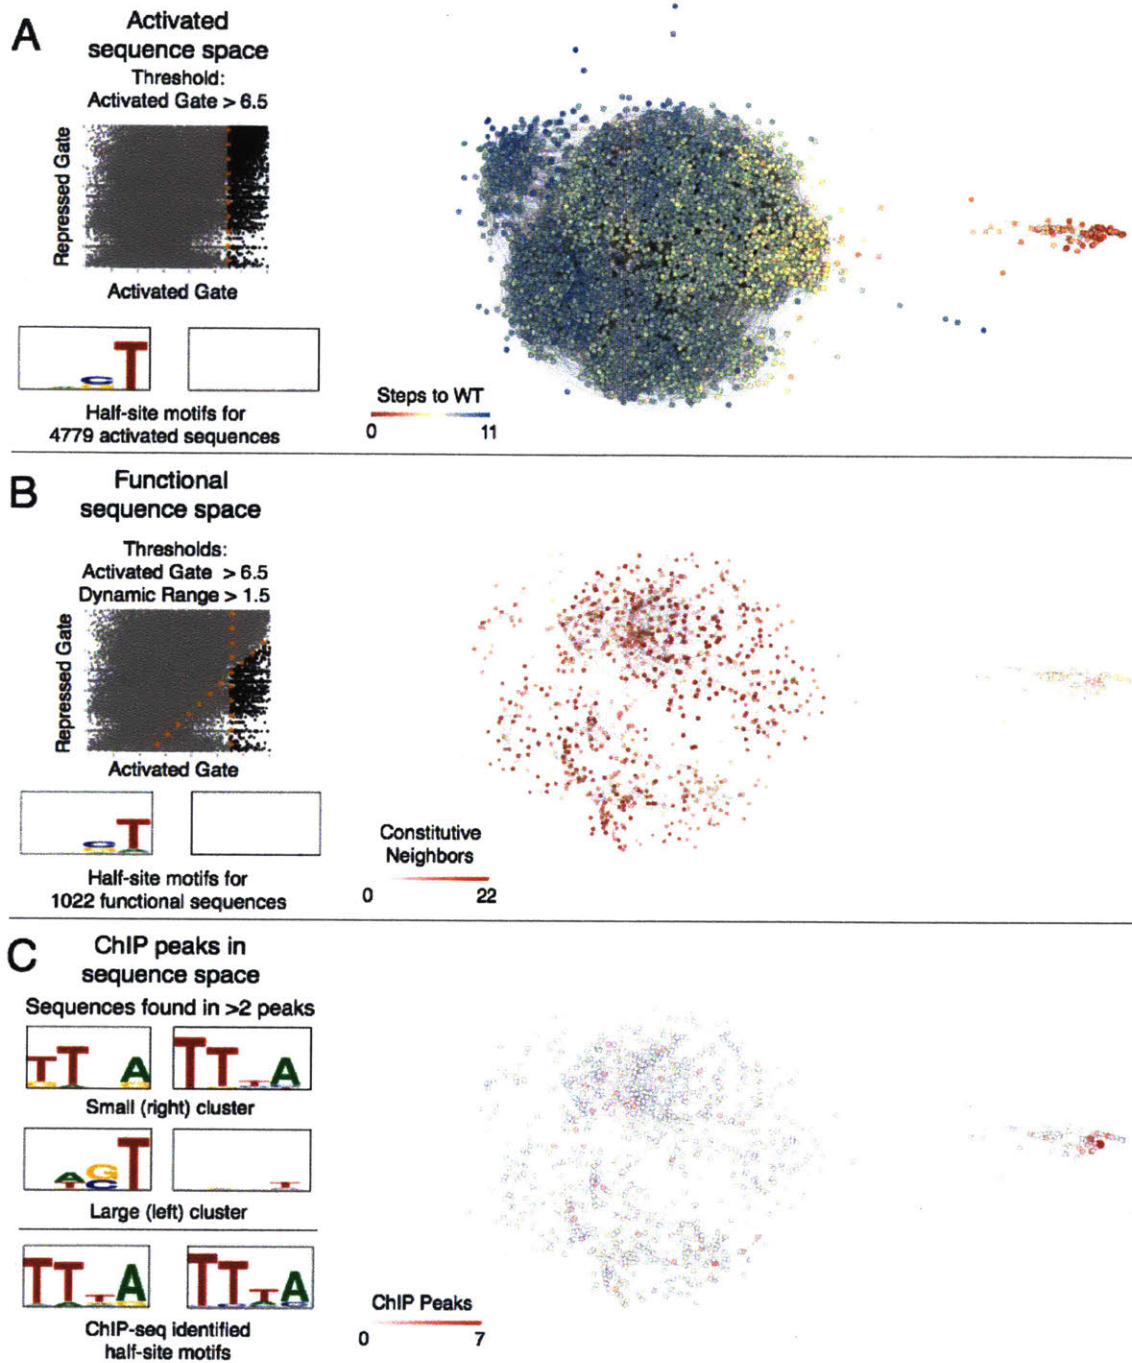 A
Activated
sequence space
Threshold:
Activated Gate > 6.5
Repressed Gate
Activated Gate
C T
Half-site motifs for
4779 activated sequences
Steps to WT
0 11
B
Functional
sequence space
Thresholds:
Activated Gate > 6.5
Dynamic Range > 1.5
Repressed Gate
Activated Gate
C T
Half-site motifs for
1022 functional sequences
Constitutive
Neighbors
0 22
C
ChIP peaks in
sequence space
Sequences found in >2 peaks
T T A T T T A
Small (right) cluster
A G T T
T C
Large (left) cluster
T T T A T T T A
ChIP-seq identified
half-site motifs
ChIP Peaks
0 7